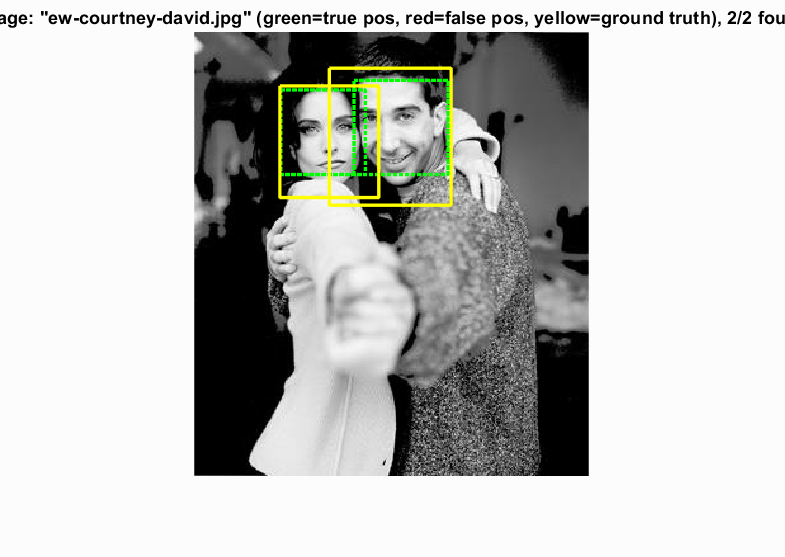 age: "ew-courtney-david.jpg" (green=true pos, red=false pos, yellow=ground truth), 2/2 fou